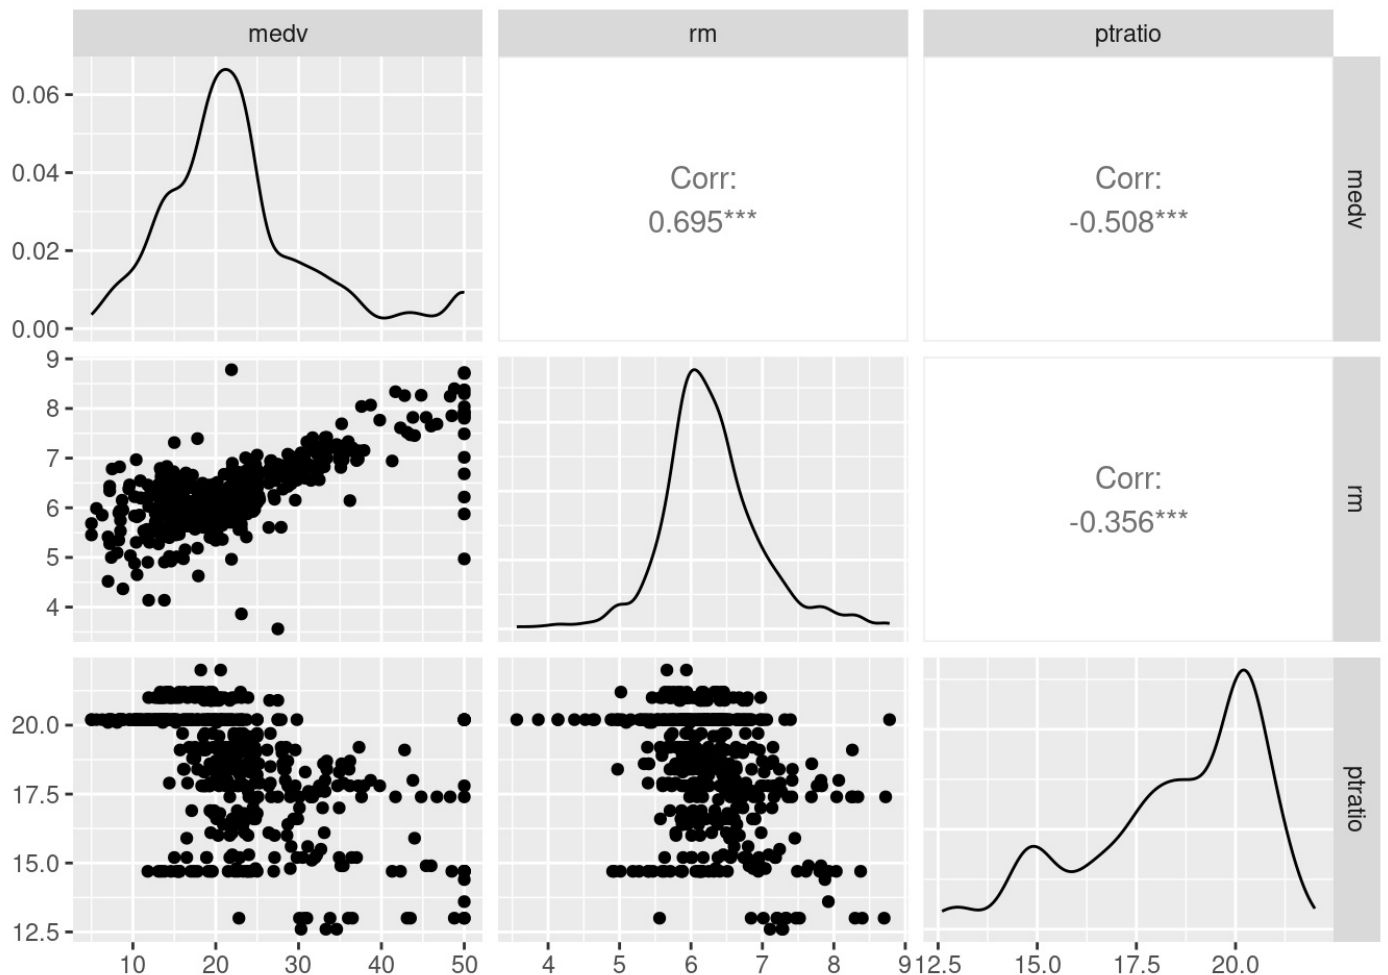 medv rm ptratio
0.06
0.04
0.02
0.00
Corr:
0.695***
Corr:
-0.508***
medv
9
8
7
6
5
4
Corr:
-0.356***
rm
20.0
17.5
15.0
12.5
ptratio
10 20 30 40 50
4 5 6 7 8 9
12.5 15.0 17.5 20.0